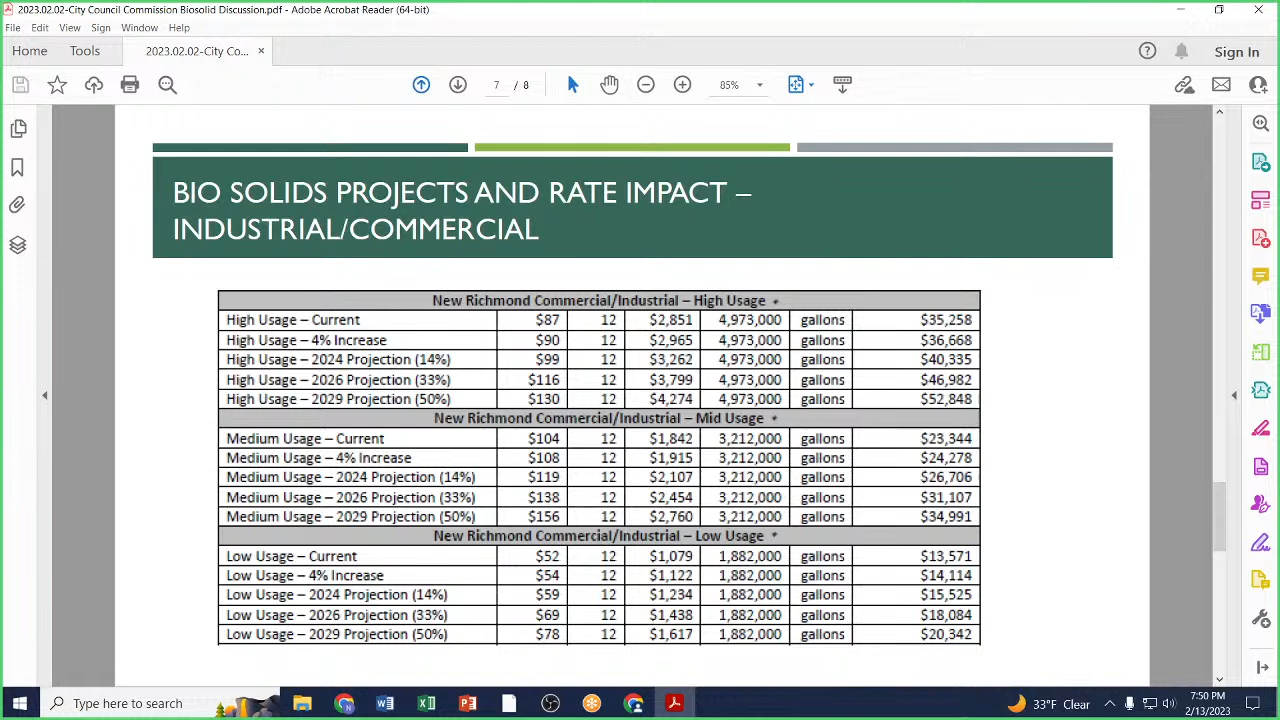 2023.02.02-City Council Commission Biosolid Discussion.pdf - Adobe Acrobat Reader (64-bit)
File Edit View Sign Window Help
Home Tools 2023.02.02-City Co... × Sign In
7 / 8 85%
BIO SOLIDS PROJECTS AND RATE IMPACT –
INDUSTRIAL/COMMERCIAL
New Richmond Commercial/Industrial – High Usage *
High Usage – Current $87 12 $2,851 4,973,000 gallons $35,258
High Usage – 4% Increase $90 12 $2,965 4,973,000 gallons $36,668
High Usage – 2024 Projection (14%) $99 12 $3,262 4,973,000 gallons $40,335
High Usage – 2026 Projection (33%) $116 12 $3,799 4,973,000 gallons $46,982
High Usage – 2029 Projection (50%) $130 12 $4,274 4,973,000 gallons $52,848
New Richmond Commercial/Industrial – Mid Usage *
Medium Usage – Current $104 12 $1,842 3,212,000 gallons $23,344
Medium Usage – 4% Increase $108 12 $1,915 3,212,000 gallons $24,278
Medium Usage – 2024 Projection (14%) $119 12 $2,107 3,212,000 gallons $26,706
Medium Usage – 2026 Projection (33%) $138 12 $2,454 3,212,000 gallons $31,107
Medium Usage – 2029 Projection (50%) $156 12 $2,760 3,212,000 gallons $34,991
New Richmond Commercial/Industrial – Low Usage *
Low Usage – Current $52 12 $1,079 1,882,000 gallons $13,571
Low Usage – 4% Increase $54 12 $1,122 1,882,000 gallons $14,114
Low Usage – 2024 Projection (14%) $59 12 $1,234 1,882,000 gallons $15,525
Low Usage – 2026 Projection (33%) $69 12 $1,438 1,882,000 gallons $18,084
Low Usage – 2029 Projection (50%) $78 12 $1,617 1,882,000 gallons $20,342
Type here to search 33°F Clear 7:50 PM
2/13/2023